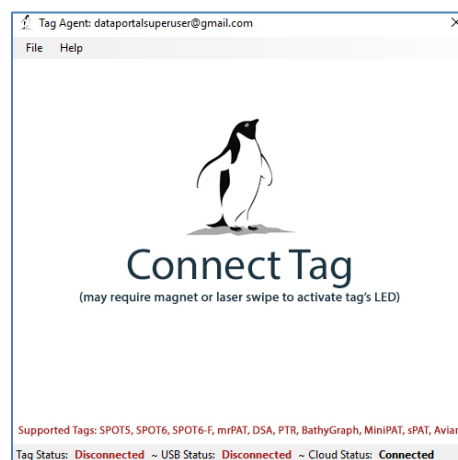 Tag Agent: dataportalsuperuser@gmail.com
File Help
Connect Tag
(may require magnet or laser swipe to activate tag's LED)
Supported Tags: SPOT5, SPOT6, SPOT6-F, mrPAT, DSA, PTR, BathyGraph, MiniPAT, sPAT, Avian
Tag Status: Disconnected ~ USB Status: Disconnected ~ Cloud Status: Connected